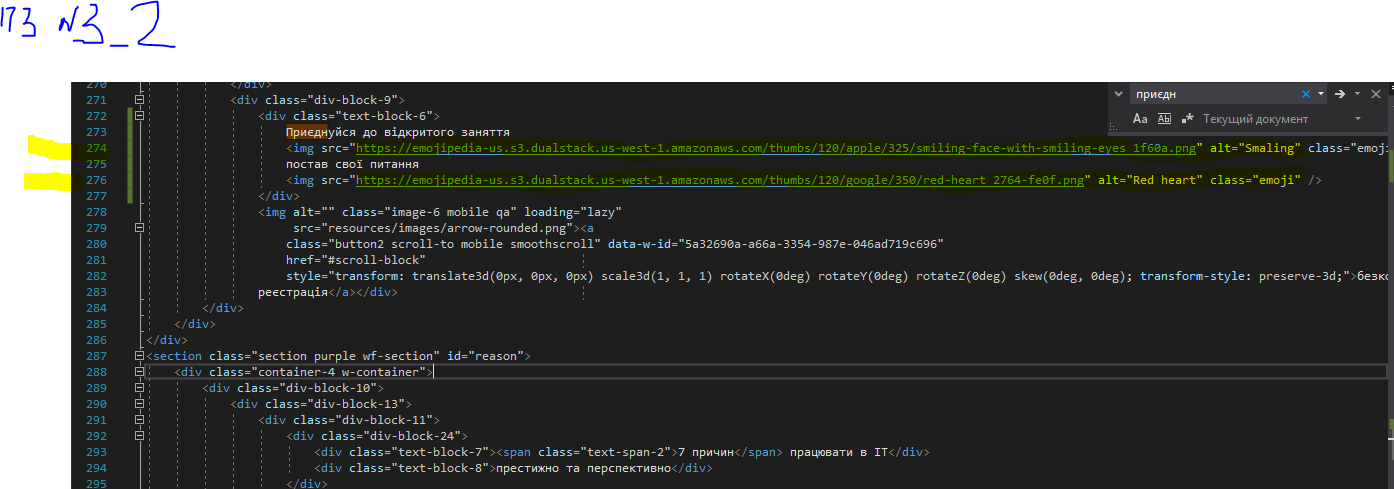 ПЗ №3_2
270 </div>
271 <div class="div-block-9">
272 <div class="text-block-6">
273 Приєднуйся до відкритого заняття
274 <img src="https://emojipedia-us.s3.dualstack.us-west-1.amazonaws.com/thumbs/120/apple/325/smiling-face-with-smiling-eyes_1f60a.png" alt="Smaling" class="emoj
275 постав свої питання
276 <img src="https://emojipedia-us.s3.dualstack.us-west-1.amazonaws.com/thumbs/120/google/350/red-heart_2764-fe0f.png" alt="Red heart" class="emoji" />
277 </div>
278 <img alt="" class="image-6 mobile qa" loading="lazy"
279 src="resources/images/arrow-rounded.png"><a
280 class="button2 scroll-to mobile smoothscroll" data-w-id="5a32690a-a66a-3354-987e-046ad719c696"
281 href="#scroll-block"
282 style="transform: translate3d(0px, 0px, 0px) scale3d(1, 1, 1) rotateX(0deg) rotateY(0deg) rotateZ(0deg) skew(0deg, 0deg); transform-style: preserve-3d;">безко
283 реєстрація</a></div>
284 </div>
285 </div>
286 </div>
287 <section class="section purple wf-section" id="reason">
288 <div class="container-4 w-container">
289 <div class="div-block-10">
290 <div class="div-block-13">
291 <div class="div-block-11">
292 <div class="div-block-24">
293 <div class="text-block-7"><span class="text-span-2">7 причин</span> працювати в ІТ</div>
294 <div class="text-block-8">престижно та перспективно</div>
295 </div>
приєдн
Aa Ab .* Текущий документ